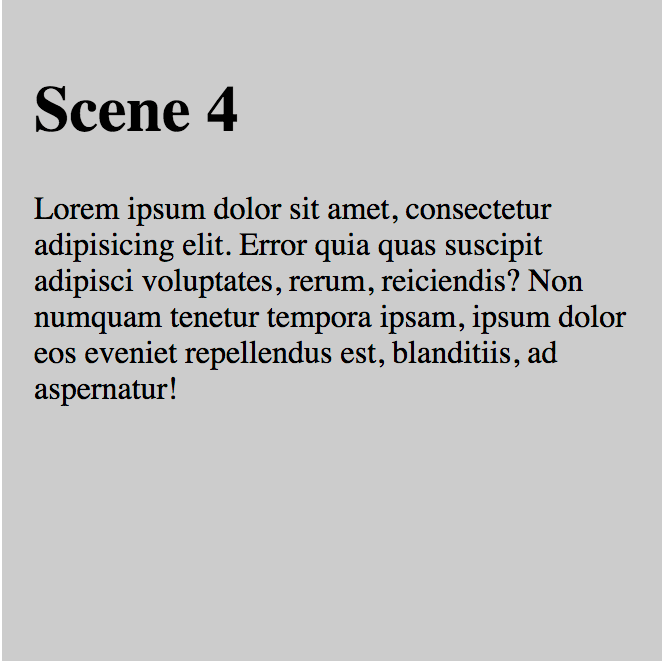 Scene 4
Lorem ipsum dolor sit amet, consectetur
adipisicing elit. Error quia quas suscipit
adipisci voluptates, rerum, reiciendis? Non
numquam tenetur tempora ipsam, ipsum dolor
eos eveniet repellendus est, blanditiis, ad
aspernatur!